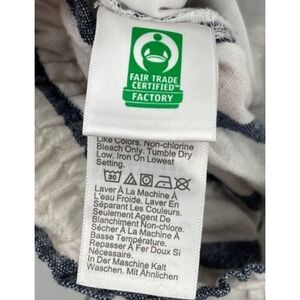 FAIR TRADE
CERTIFIED™
FACTORY
Like Colors. Non-chlorine
Bleach Only. Tumble Dry
Low. Iron On Lowest
Setting.
30
Laver À La Machine À
L'eau Froide. Laver En
Séparant Les Couleurs.
Seulement Agent De
Blanchiment Non-Chloré.
Sécher À La Machine À
Basse Température.
Repasser À Fer Doux Si
Nécessaire.
In Der Maschine Kalt
Waschen. Mit Ähnlichen